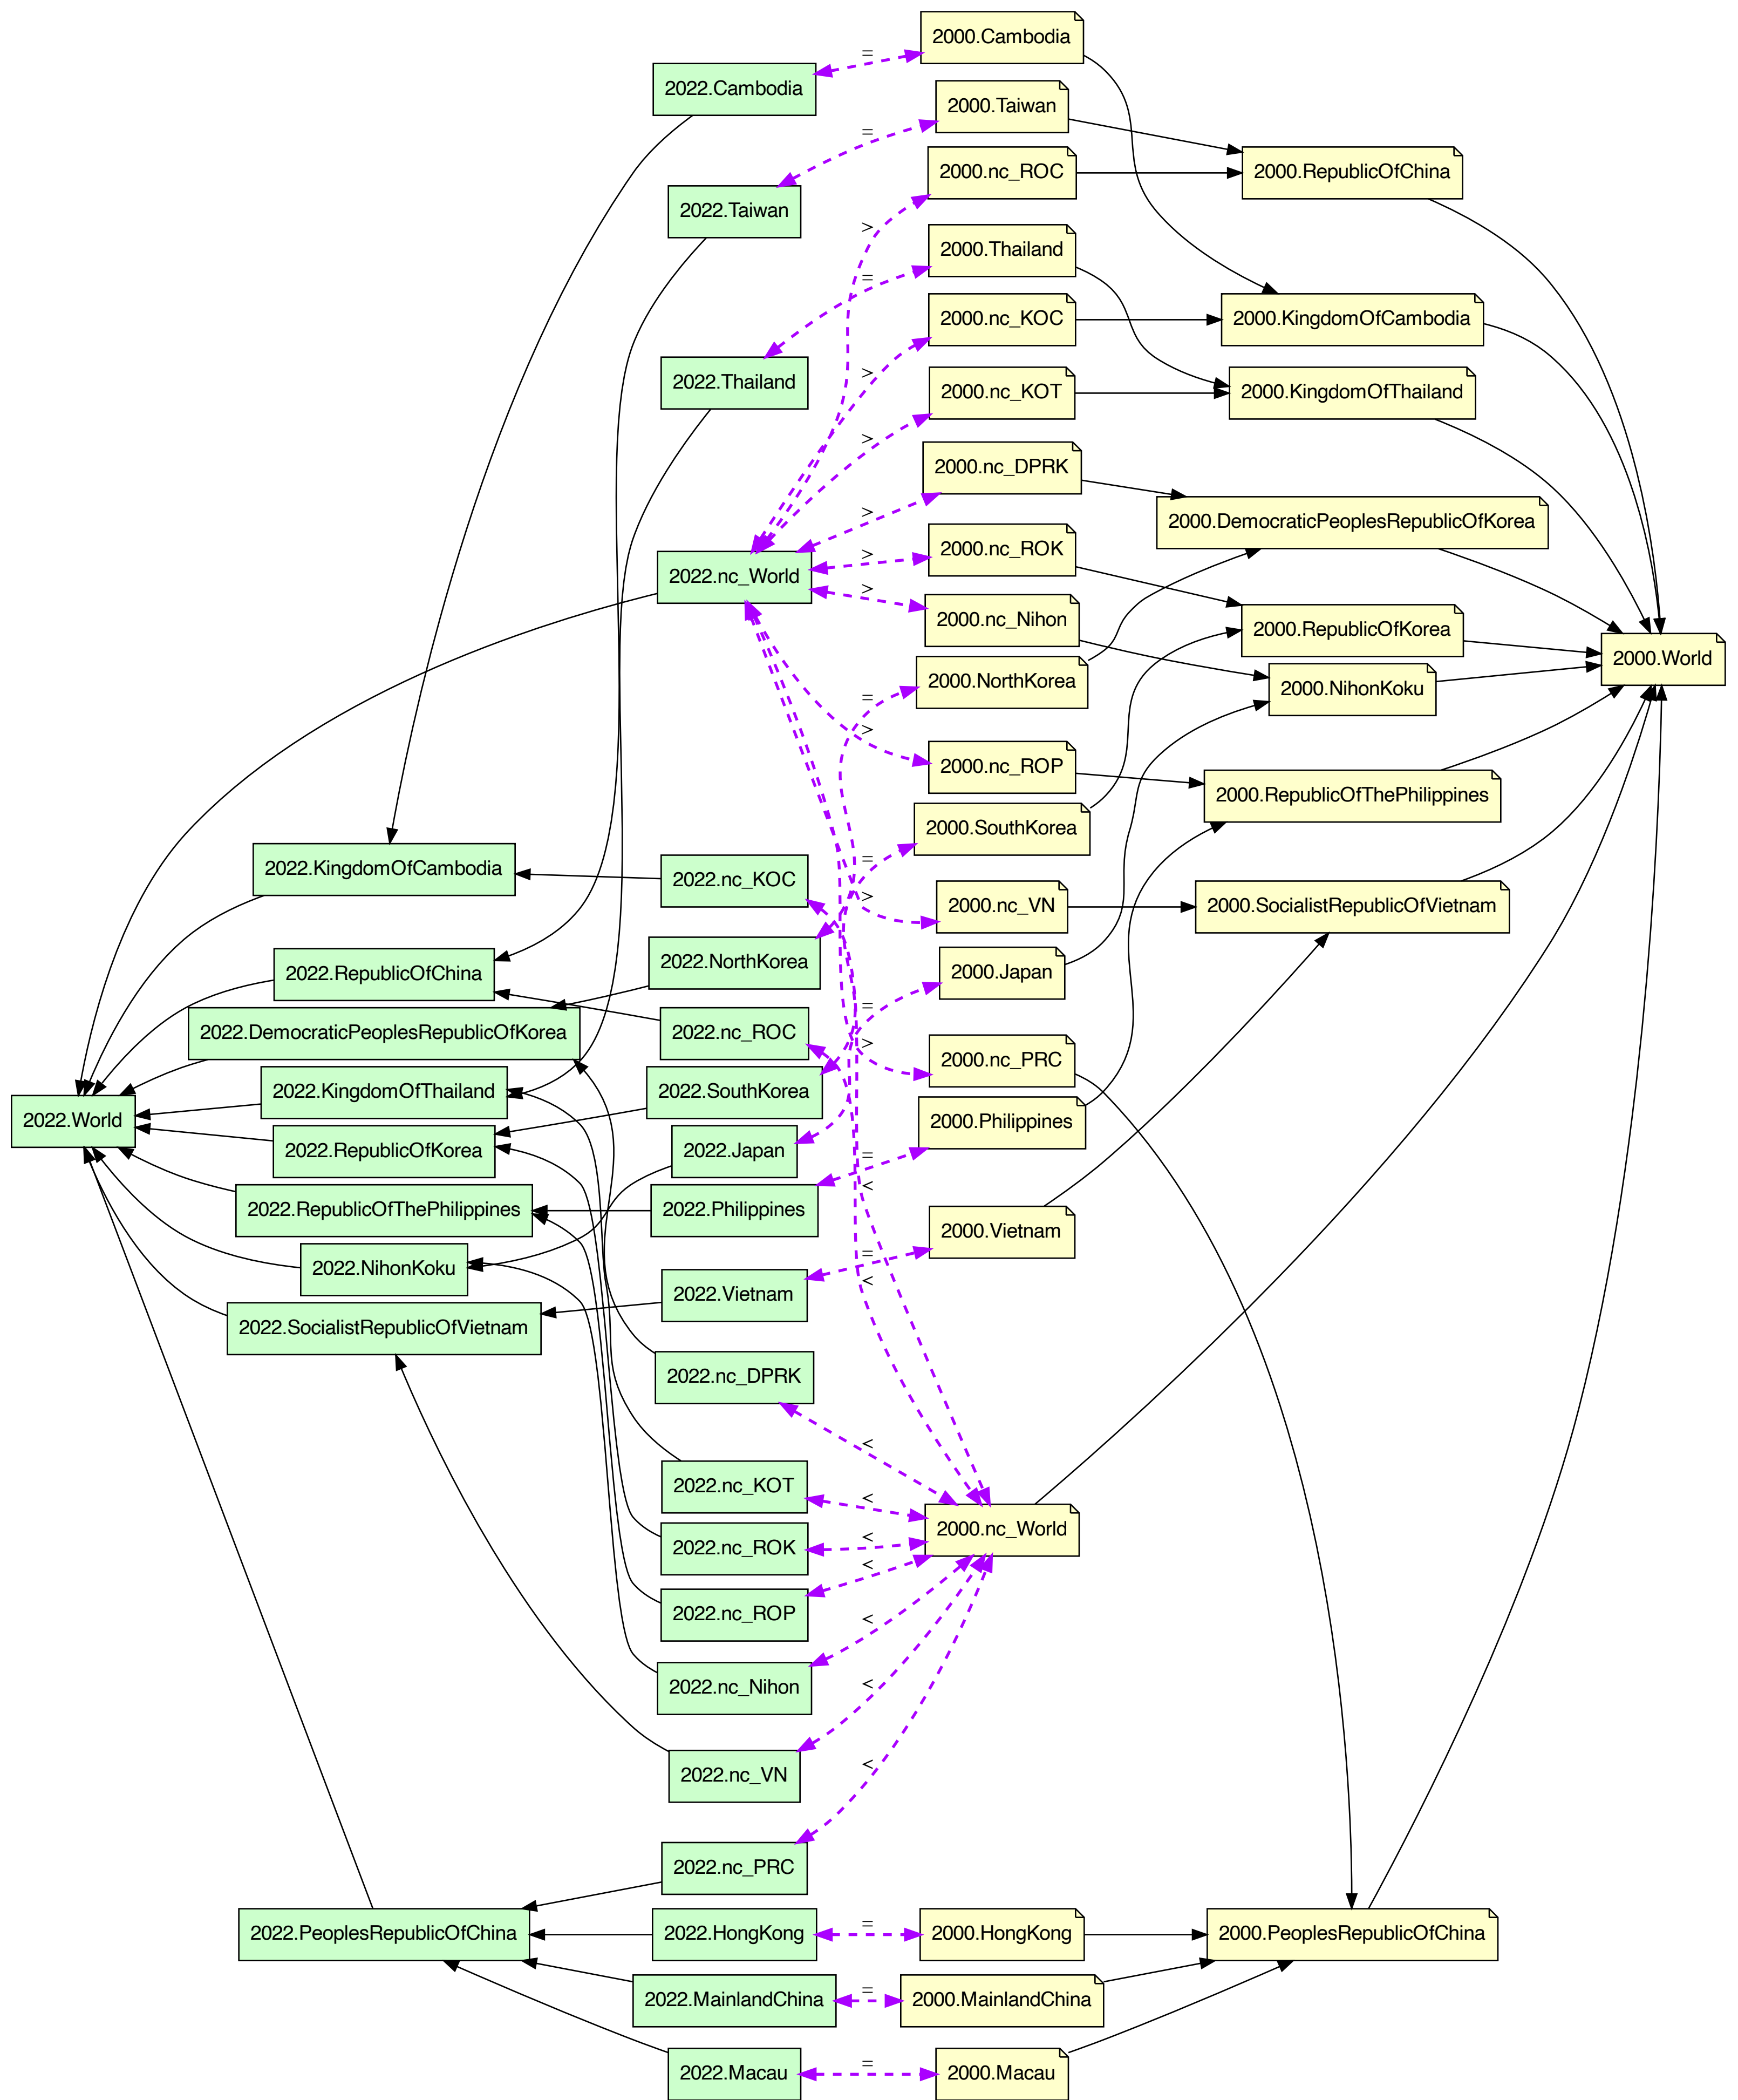 2000.Cambodia
=
2022.Cambodia
2000.Taiwan
=
2000.nc_ROC
2000.RepublicOfChina
2022.Taiwan
>
2000.Thailand
=
2000.nc_KOC
2000.KingdomOfCambodia
>
2022.Thailand
2000.nc_KOT
2000.KingdomOfThailand
>
2000.nc_DPRK
>
2000.DemocraticPeoplesRepublicOfKorea
2000.nc_ROK
>
2022.nc_World
>
2000.nc_Nihon
2000.RepublicOfKorea
2000.World
2000.NorthKorea
2000.NihonKoku
=
>
2000.nc_ROP
2000.RepublicOfThePhilippines
2000.SouthKorea
=
2022.KingdomOfCambodia
2022.nc_KOC
>
2000.nc_VN
2000.SocialistRepublicOfVietnam
2022.NorthKorea
2022.RepublicOfChina
2000.Japan
=
2022.DemocraticPeoplesRepublicOfKorea
2022.nc_ROC
>
2000.nc_PRC
2022.KingdomOfThailand
2022.SouthKorea
2022.World
2000.Philippines
2022.RepublicOfKorea
2022.Japan
=
<
2022.RepublicOfThePhilippines
2022.Philippines
2000.Vietnam
=
2022.NihonKoku
<
2022.Vietnam
2022.SocialistRepublicOfVietnam
2022.nc_DPRK
<
2022.nc_KOT
<
2000.nc_World
<
2022.nc_ROK
<
2022.nc_ROP
<
2022.nc_Nihon
<
2022.nc_VN
<
2022.nc_PRC
2022.PeoplesRepublicOfChina
2022.HongKong
=
2000.HongKong
2000.PeoplesRepublicOfChina
2022.MainlandChina
=
2000.MainlandChina
2022.Macau
=
2000.Macau